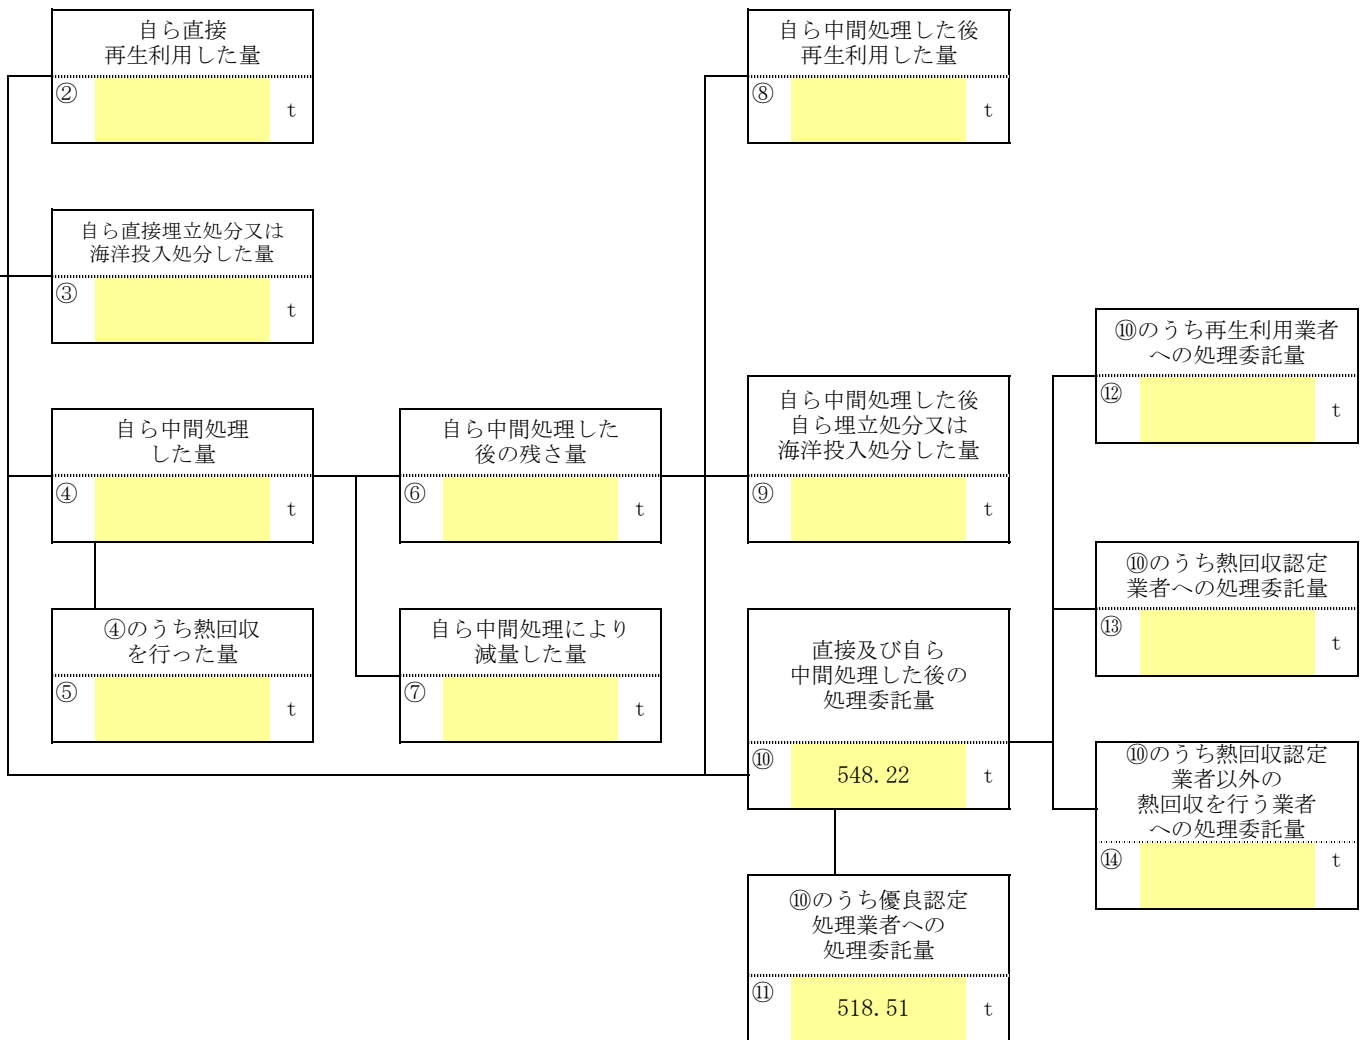 自ら直接
再生利用した量
② t
自ら中間処理した後
再生利用した量
⑧ t
自ら直接埋立処分又は
海洋投入処分した量
③ t
⑩のうち再生利用業者
への処理委託量
⑫ t
自ら中間処理
した量
④ t
自ら中間処理した
後の残さ量
⑥ t
自ら中間処理した後
自ら埋立処分又は
海洋投入処分した量
⑨ t
⑩のうち熱回収認定
業者への処理委託量
⑬ t
④のうち熱回収
を行った量
⑤ t
自ら中間処理により
減量した量
⑦ t
直接及び自ら
中間処理した後の
処理委託量
⑩ 548.22 t
⑩のうち熱回収認定
業者以外の
熱回収を行う業者
への処理委託量
⑭ t
⑩のうち優良認定
処理業者への
処理委託量
⑪ 518.51 t